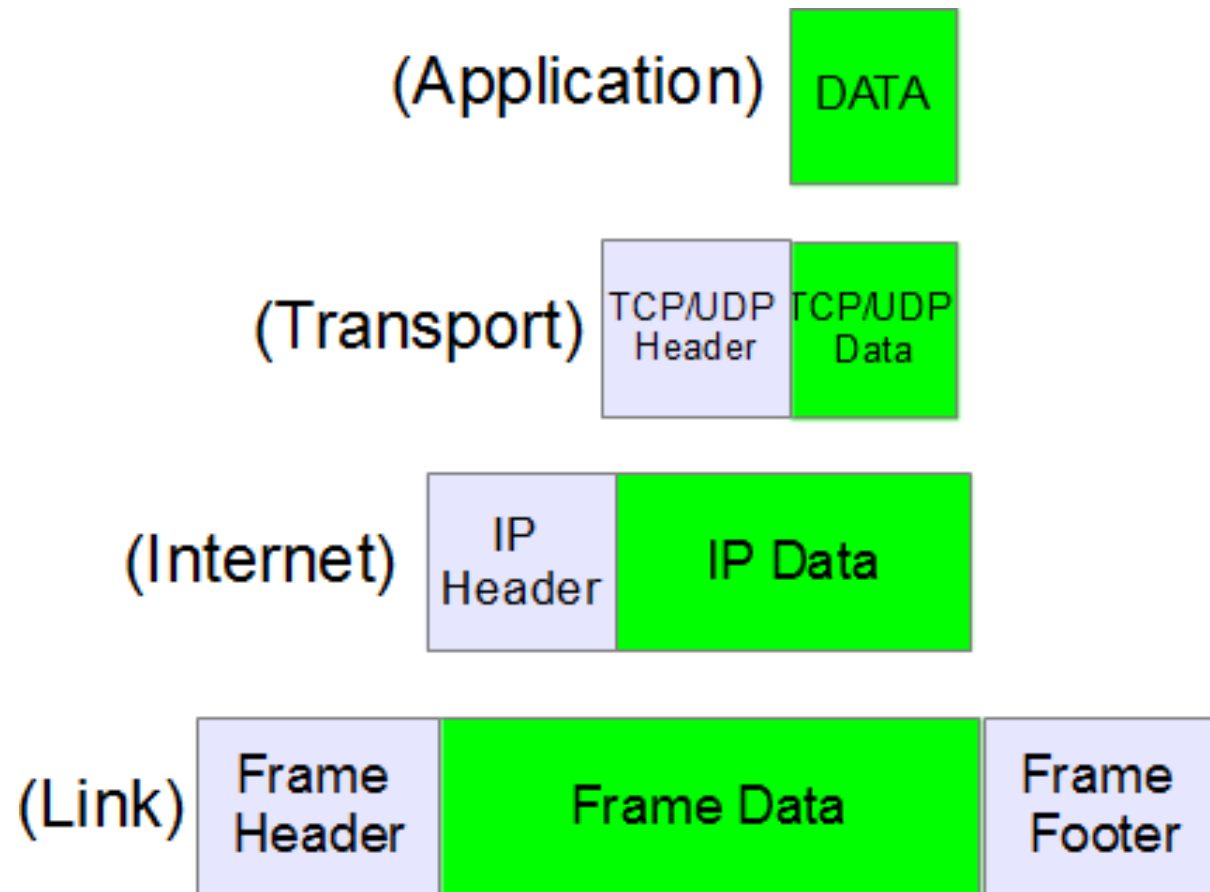 (Application)
DATA
(Transport)
TCP/UDP
Header
TCP/UDP
Data
(Internet)
IP
Header
IP Data
(Link)
Frame
Header
Frame Data
Frame
Footer